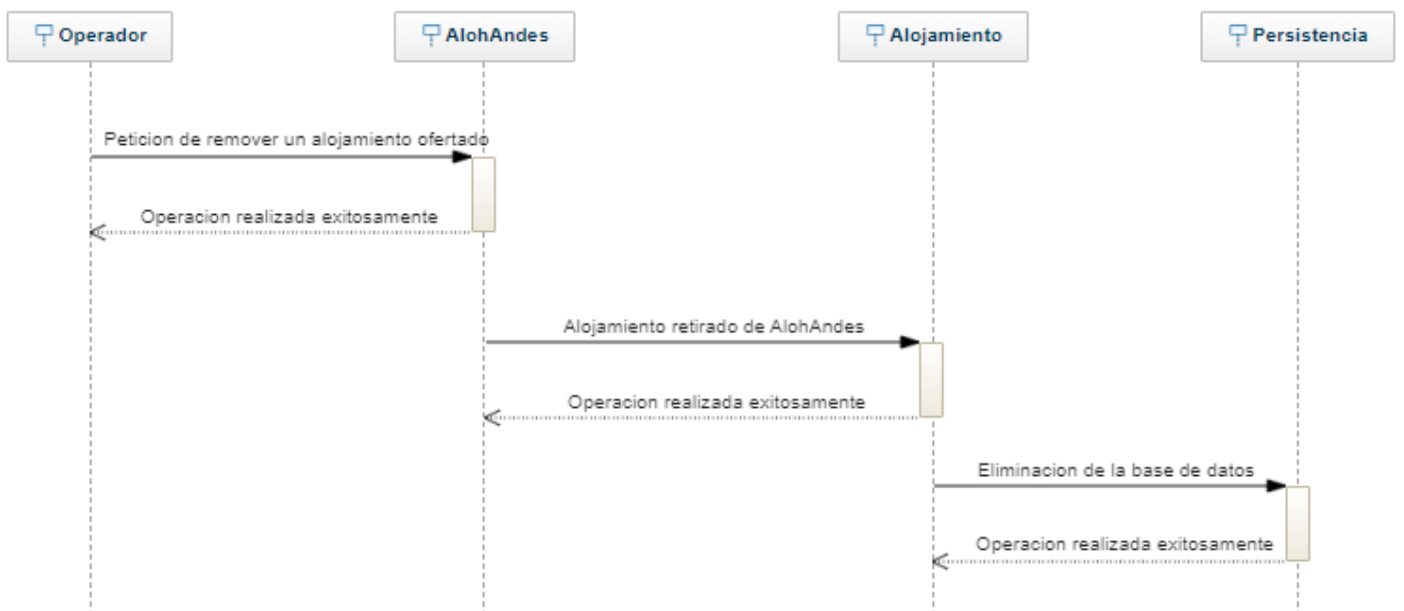 Operador
AlohAndes
Alojamiento
Persistencia
Peticion de remover un alojamiento ofertado
Operacion realizada exitosamente
Alojamiento retirado de AlohAndes
Operacion realizada exitosamente
Eliminacion de la base de datos
Operacion realizada exitosamente